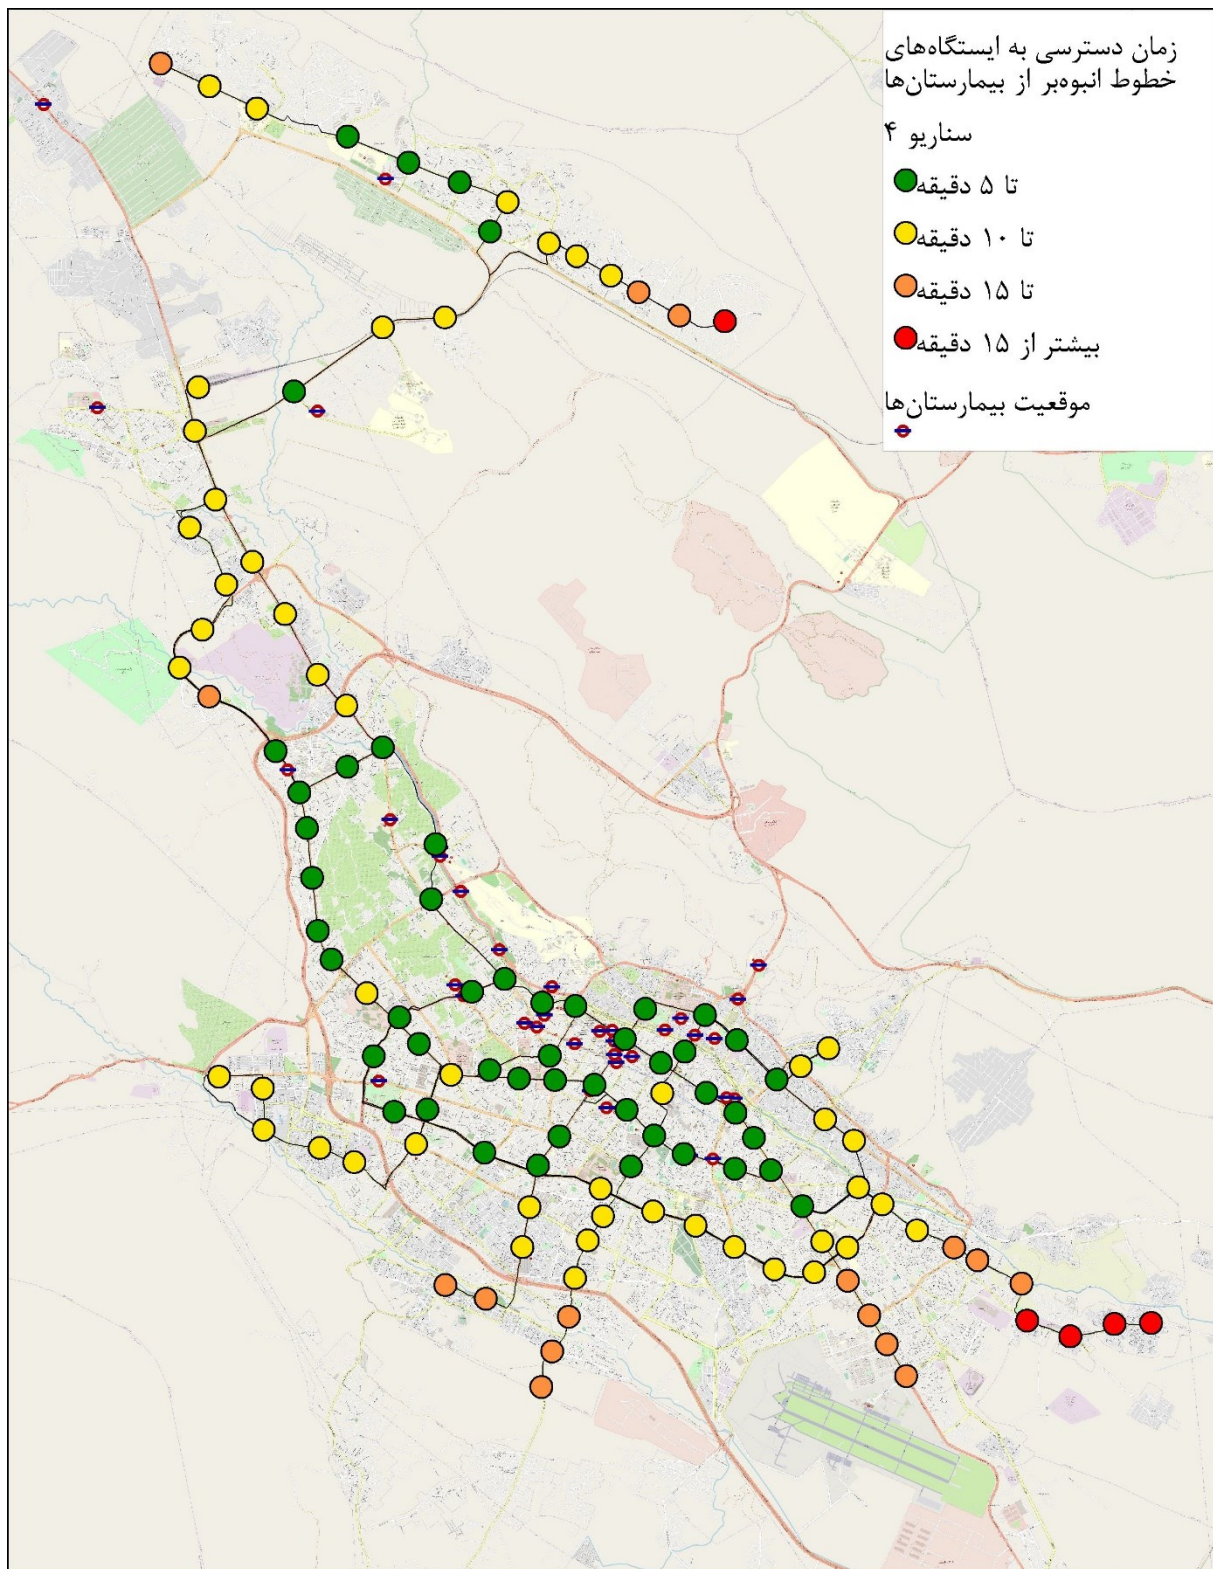 زمان دسترسی به ایستگاه‌های
خطوط انبوه‌بر از بیمارستان‌ها
سناریو ۴
تا ۵ دقیقه
تا ۱۰ دقیقه
تا ۱۵ دقیقه
بیشتر از ۱۵ دقیقه
موقعیت بیمارستان‌ها